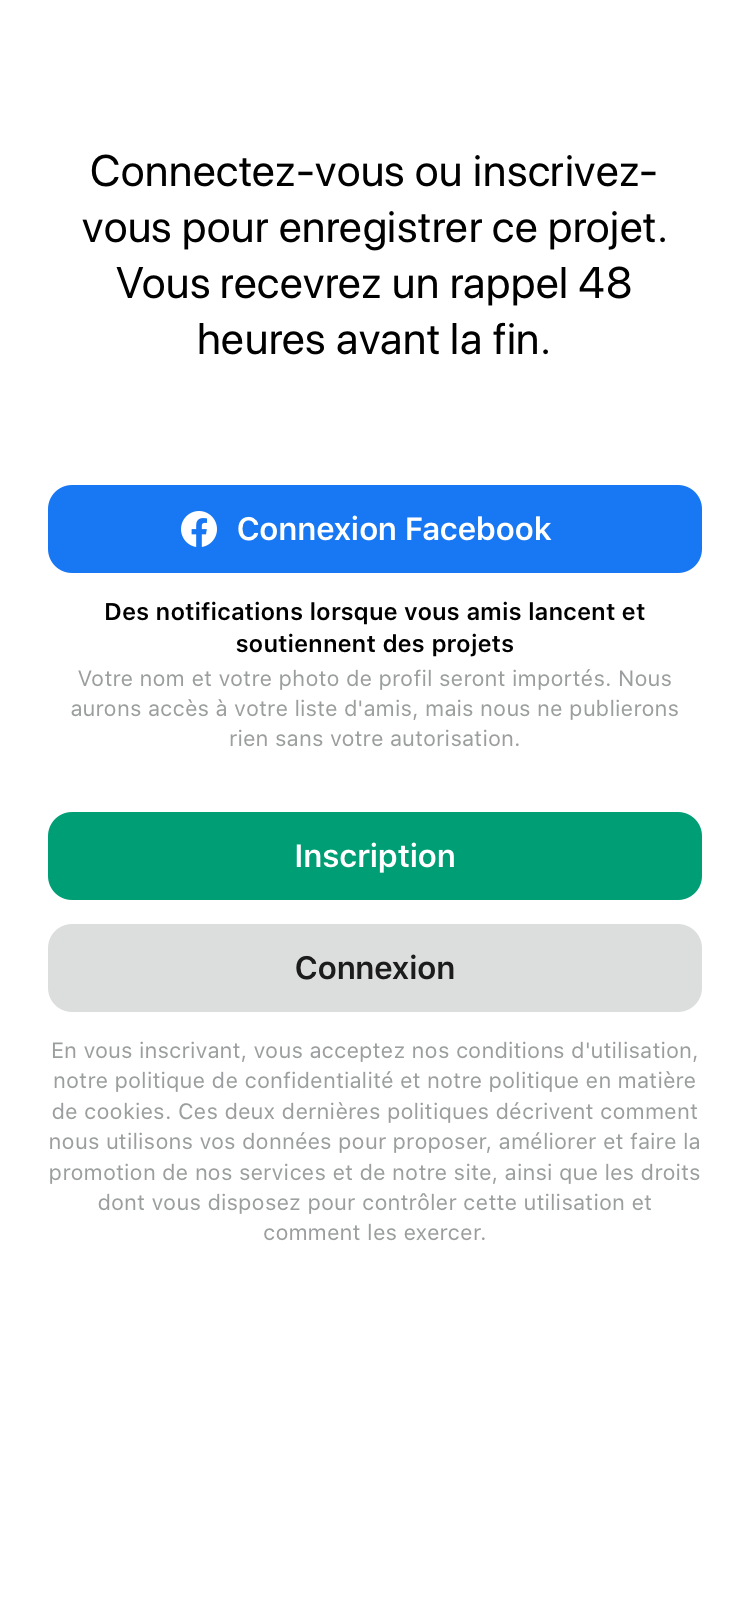 Connectez-vous ou inscrivez-
vous pour enregistrer ce projet.
Vous recevrez un rappel 48
heures avant la fin.
Connexion Facebook
Des notifications lorsque vous amis lancent et
soutiennent des projets
Votre nom et votre photo de profil seront importés. Nous
aurons accès à votre liste d'amis, mais nous ne publierons
rien sans votre autorisation.
Inscription
Connexion
En vous inscrivant, vous acceptez nos conditions d'utilisation,
notre politique de confidentialité et notre politique en matière
de cookies. Ces deux dernières politiques décrivent comment
nous utilisons vos données pour proposer, améliorer et faire la
promotion de nos services et de notre site, ainsi que les droits
dont vous disposez pour contrôler cette utilisation et
comment les exercer.